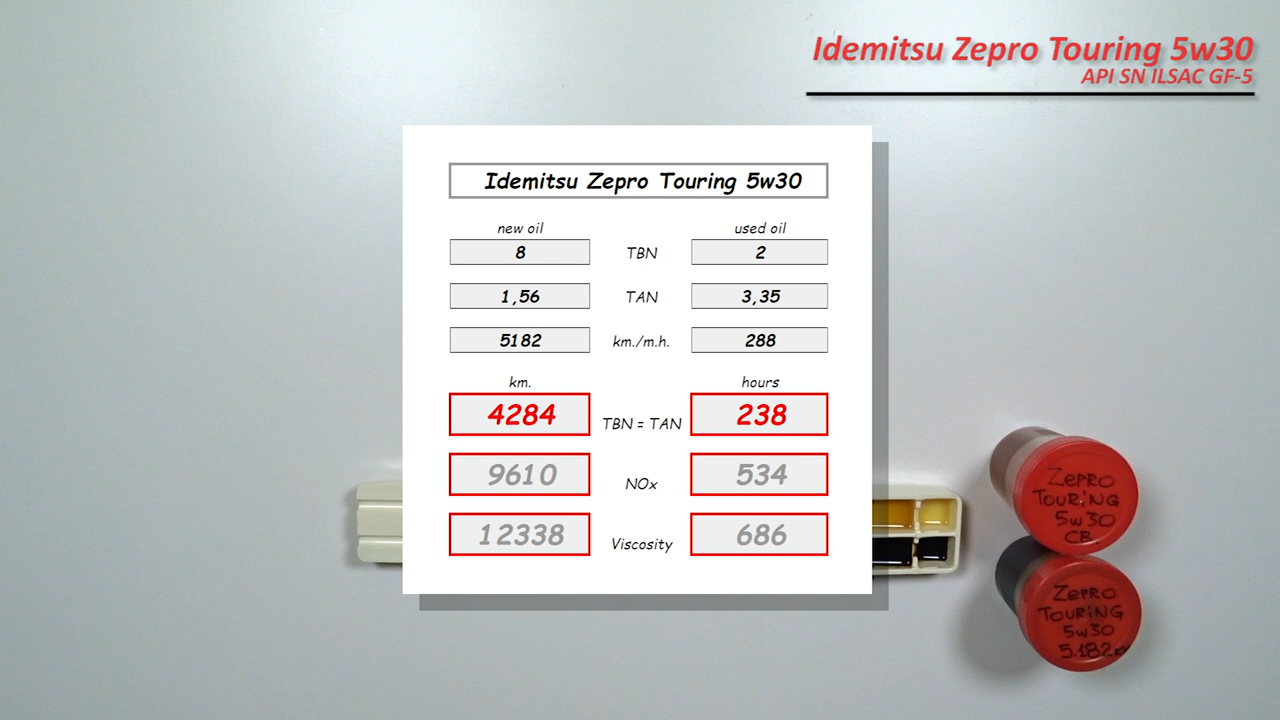 Idemitsu Zepro Touring 5w30
API SN ILSAC GF-5
Idemitsu Zepro Touring 5w30
new oil used oil
8 TBN 2
1,56 TAN 3,35
5182 km./m.h. 288
km. hours
4284 TBN = TAN 238
9610 NOx 534
12338 Viscosity 686
ZEPRO
TOURING
5w30
CB
ZEPRO
TOURING
5w30
5.182